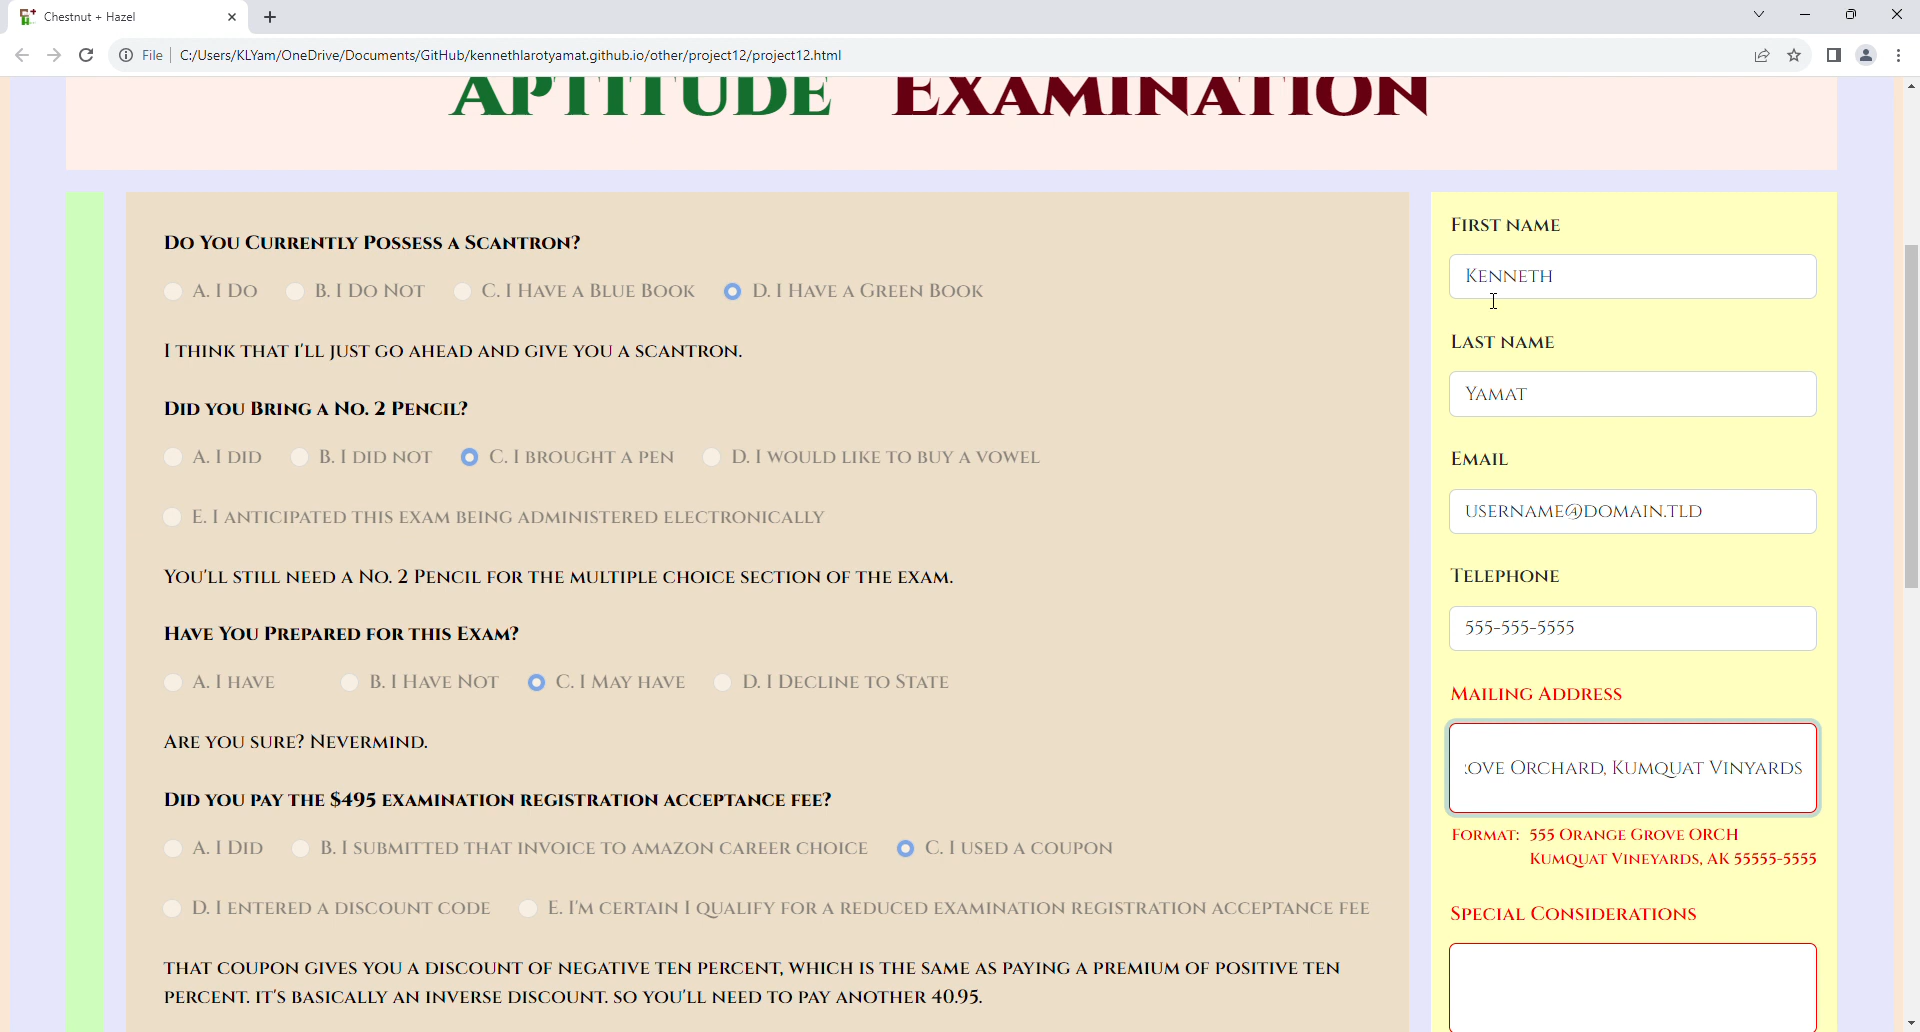 Chestnut + Hazel
File
C:/Users/KLYam/OneDrive/Documents/GitHub/kennethlarotyamat.github.io/other/project12/project12.html
APTITUDE EXAMINATION
Do You Currently Possess a Scantron?
A. I Do B. I Do Not C. I Have a Blue Book D. I Have a Green Book
I think that I'll just go ahead and give you a scantron.
Did you Bring a No. 2 Pencil?
A. I did B. I did not C. I brought a pen D. I would like to buy a vowel
E. I anticipated this exam being administered electronically
You'll still need a No. 2 Pencil for the multiple choice section of the exam.
Have You Prepared for this Exam?
A. I have B. I Have Not C. I May have D. I Decline to State
Are you sure? Nevermind.
Did you pay the $495 examination registration acceptance fee?
A. I Did B. I submitted that invoice to Amazon Career Choice C. I used a coupon
D. I entered a discount code E. I'm certain I qualify for a reduced examination registration acceptance fee
That coupon gives you a discount of negative ten percent, which is the same as paying a premium of positive ten
percent. It's basically an inverse discount. So you'll need to pay another 40.95.
First name
Kenneth
Last name
Yamat
Email
username@domain.tld
Telephone
555-555-5555
Mailing Address
rove Orchard, Kumquat Vinyards
Format: 555 Orange Grove ORCH
Kumquat Vineyards, AK 55555-5555
Special Considerations